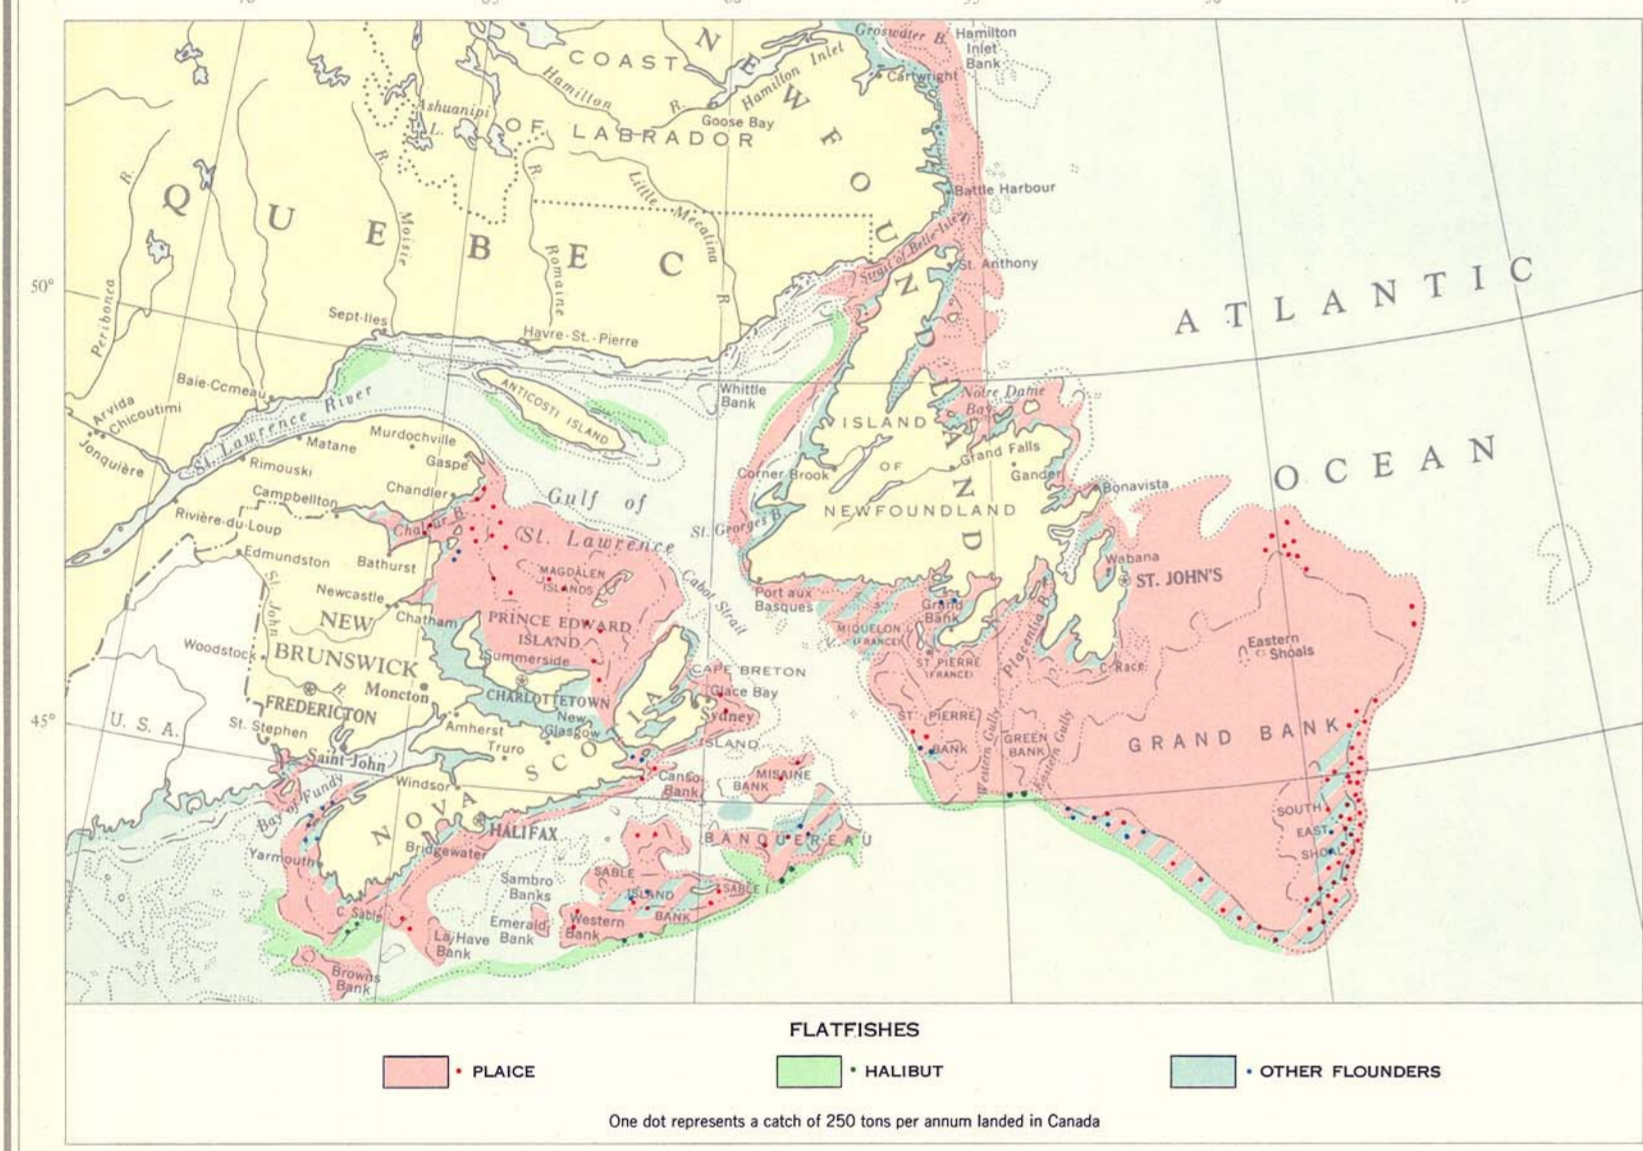 50°
45°
COAST
OF
LABRADOR
NEWFOUNDLAND
Groswater B.
Hamilton
Inlet
Bank
Cartwright
Hamilton Inlet
Hamilton
R.
Goose Bay
Ashuanipi
L.
R.
R.
R.
Battle Harbour
Little Mecatina
R
Moisie
Romaine
Peribonca
QUEBEC
Strait of Belle-Isle
St. Anthony
ATLANTIC
OCEAN
Sept-Iles
Havre-St.-Pierre
Baie-Comeau
Whittle
Bank
ANTICOSTI ISLAND
Notre Dame
Bay
Arvida
Chicoutimi
Jonquière
St. Lawrence River
Matane
Murdochville
Rimouski
Gaspe
ISLAND
OF
NEWFOUNDLAND
Grand Falls
Gander
Corner Brook
Bonavista
Chandler
Campbellton
Gulf of
St. Lawrence
Chaleur B.
St. Georges B.
Rivière-du-Loup
Edmundston
Bathurst
Wabana
ST. JOHN'S
MAGDALEN
ISLANDS
Cabot Strait
St. John
R.
Newcastle
Port aux
Basques
Grand
Bank
Placentia B.
NEW
BRUNSWICK
Chatham
PRINCE EDWARD
ISLAND
MIQUELON
(FRANCE)
Woodstock
Summerside
ST. PIERRE
(FRANCE)
C. Race
Eastern
Shoals
CAPE BRETON
ISLAND
Moncton
CHARLOTTETOWN
Glace Bay
Sydney
FREDERICTON
U. S. A.
St. Stephen
New
Glasgow
Amherst
Truro
ST. PIERRE
BANK
Western Gully
GREEN
BANK
Eastern Gully
GRAND BANK
Saint John
Windsor
Canso
Bank
MISAINE
BANK
Bay of Fundy
NOVA SCOTIA
HALIFAX
BANQUEREAU
SOUTH
EAST
SHOAL
Yarmouth
Bridgewater
SABLE
ISLAND
BANK
SABLE I.
Sambro
Banks
C. Sable
Emerald
Bank
Western
Bank
La Have
Bank
Browns
Bank
FLATFISHES
PLAICE
HALIBUT
OTHER FLOUNDERS
One dot represents a catch of 250 tons per annum landed in Canada